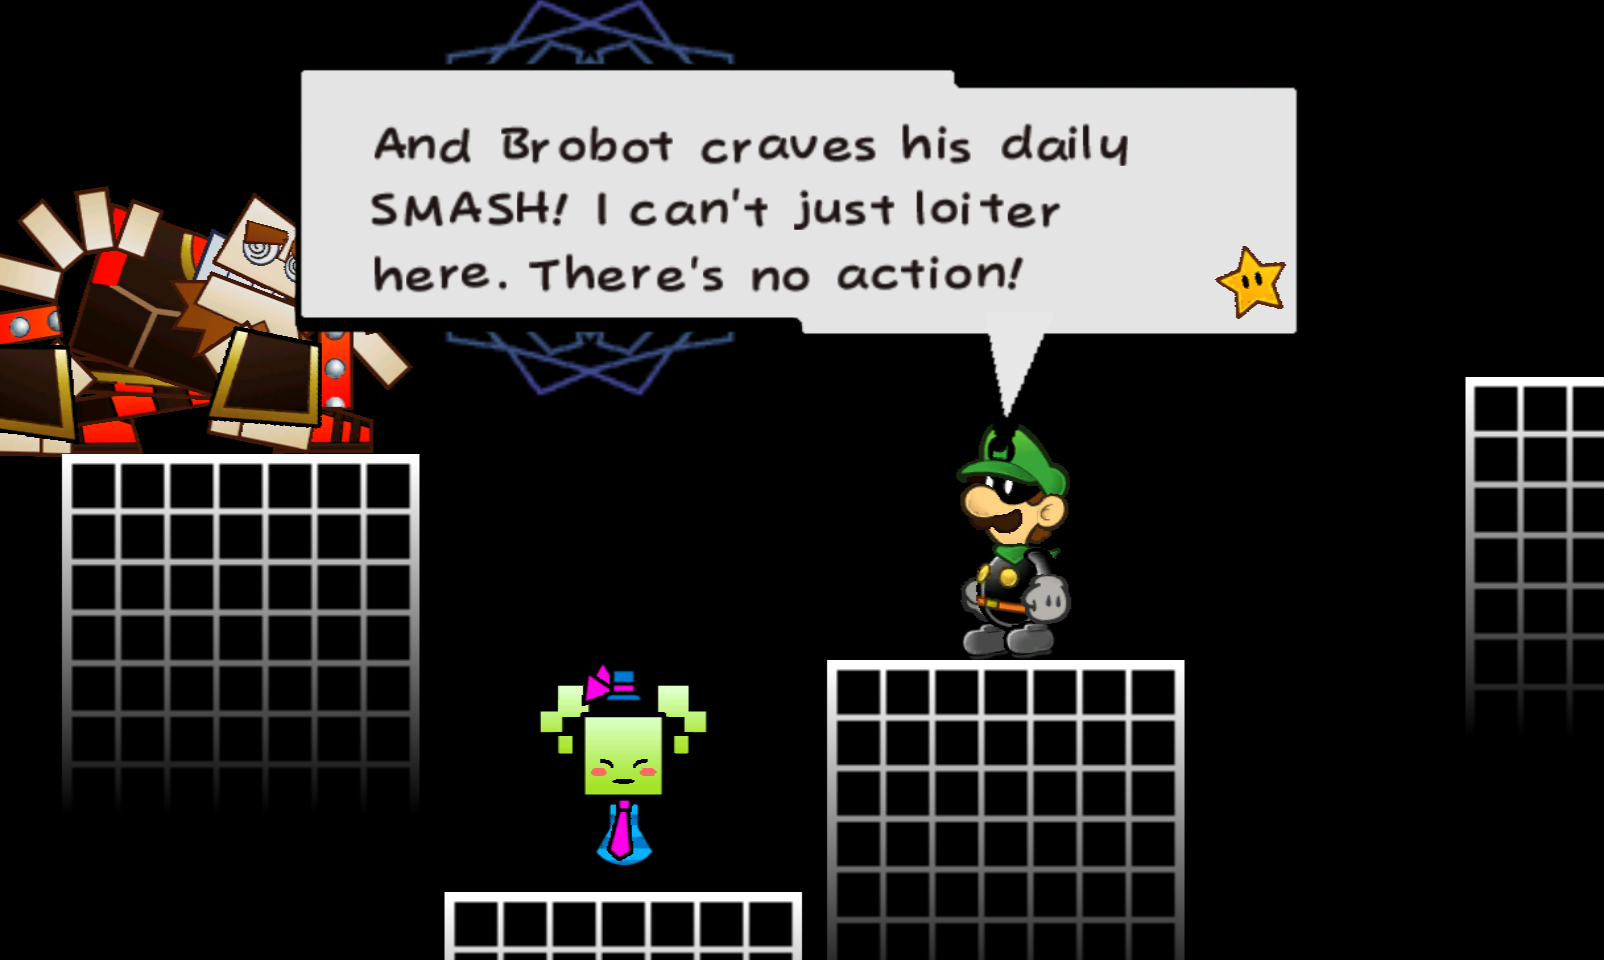 And Brobot craves his daily
SMASH! I can't just loiter
here. There's no action!